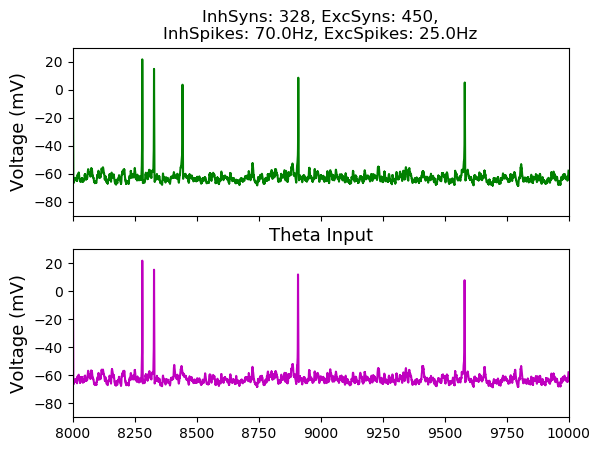 InhSyns: 328, ExcSyns: 450,
InhSpikes: 70.0Hz, ExcSpikes: 25.0Hz
Voltage (mV)
20
0
−20
−40
−60
−80
Theta Input
Voltage (mV)
20
0
−20
−40
−60
−80
8000 8250 8500 8750 9000 9250 9500 9750 10000